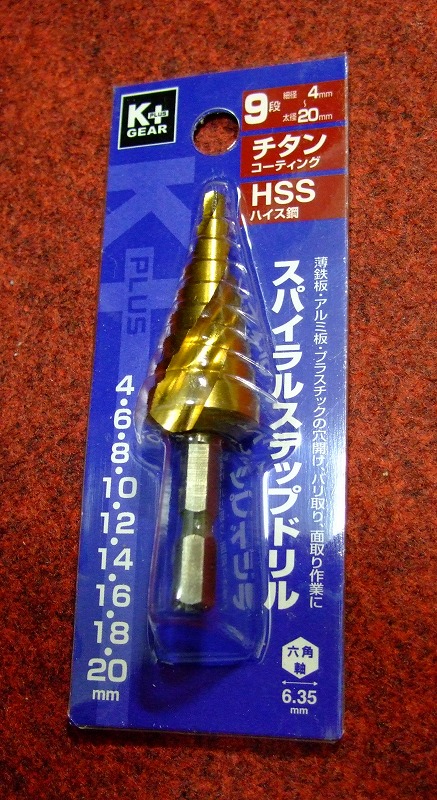 K+
PLUS
GEAR
9段
細径 4mm
～
太径 20mm
チタン
コーティング
HSS
ハイス鋼
K+
PLUS
薄鉄板・アルミ板・プラスチックの穴開け、バリ取り、面取り作業に
スパイラルステップドリル
4・6・8・10・12・14・16・18・20
mm
六角
軸
6.35
mm